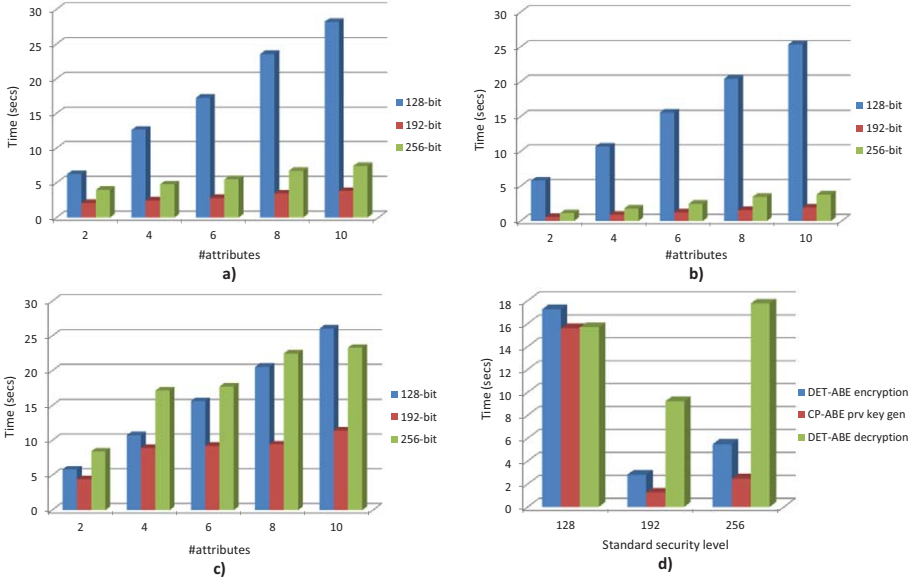 30
25
20
15
10
5
0
Time (secs)
2 4 6 8 10
#attributes
128-bit
192-bit
256-bit
a)
30
25
20
15
10
5
0
Time (secs)
2 4 6 8 10
#attributes
128-bit
192-bit
256-bit
b)
30
25
20
15
10
5
0
Time (secs)
2 4 6 8 10
#attributes
128-bit
192-bit
256-bit
c)
18
16
14
12
10
8
6
4
2
0
Time (secs)
128 192 256
Standard security level
DET-ABE encryption
CP-ABE prv key gen
DET-ABE decryption
d)